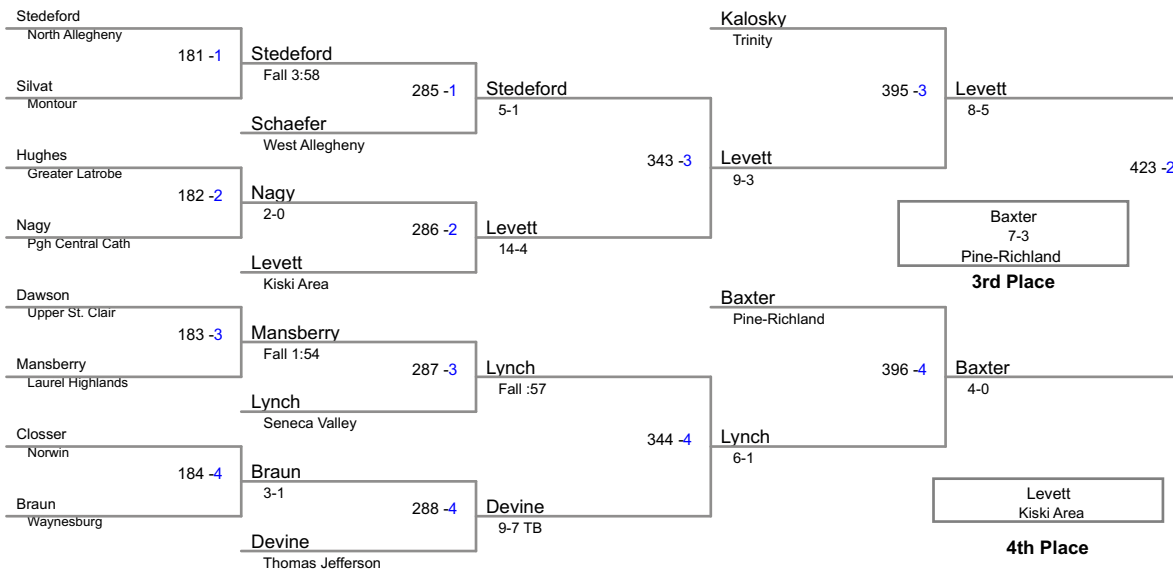 Stedeford
North Allegheny
181 -1
Silvat
Montour
Hughes
Greater Latrobe
182 -2
Nagy
Pgh Central Cath
Dawson
Upper St. Clair
183 -3
Mansberry
Laurel Highlands
Closser
Norwin
184 -4
Braun
Waynesburg
Stedeford
Fall 3:58
285 -1
Schaefer
West Allegheny
Nagy
2-0
286 -2
Levett
Kiski Area
Mansberry
Fall 1:54
287 -3
Lynch
Seneca Valley
Braun
3-1
288 -4
Devine
Thomas Jefferson
Stedeford
5-1
343 -3
Levett
14-4
Lynch
Fall :57
344 -4
Devine
9-7 TB
Kalosky
Trinity
395 -3
Levett
9-3
Baxter
Pine-Richland
396 -4
Lynch
6-1
Levett
8-5
423 -2
Baxter
7-3
Pine-Richland
3rd Place
Baxter
4-0
Levett
Kiski Area
4th Place